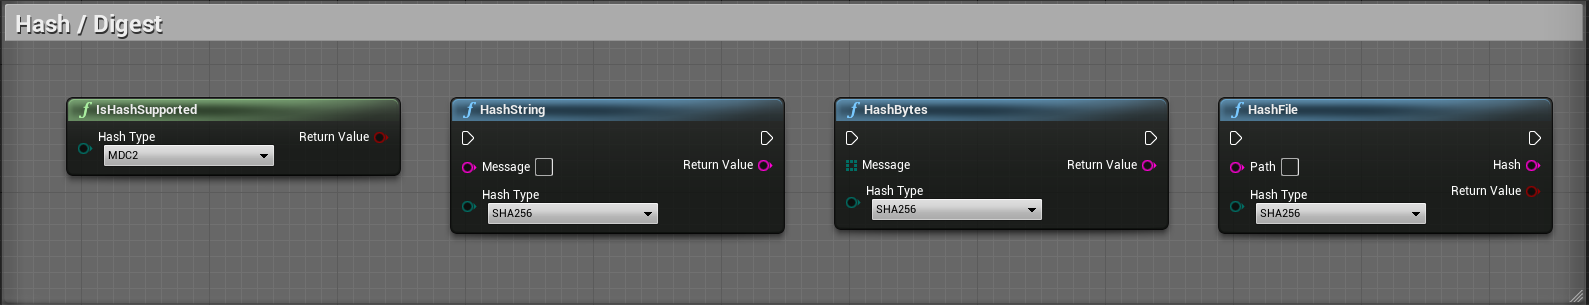 Hash / Digest
IsHashSupported
Hash Type
Return Value
MDC2
HashString
Message
Return Value
Hash Type
SHA256
HashBytes
Message
Return Value
Hash Type
SHA256
HashFile
Path
Hash
Hash Type
Return Value
SHA256